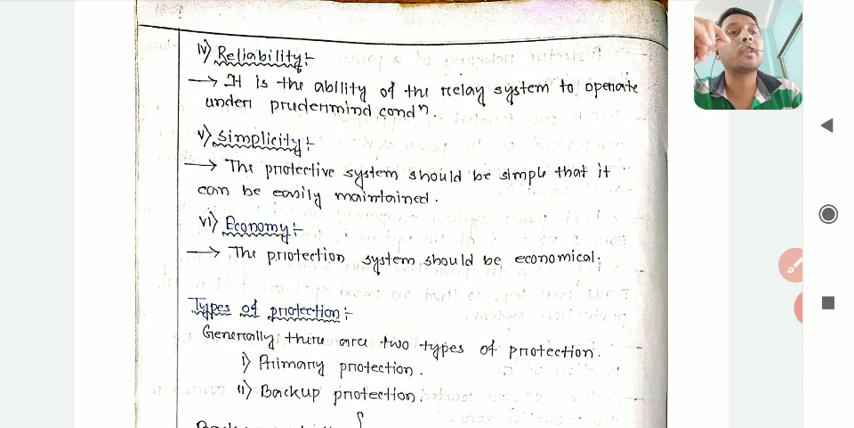 iv) Reliability:-
→ It is the ability of the relay system to operate
under prudermind condⁿ.
v) Simplicity:-
→ The protective system should be simple that it
can be easily maintained.
vi) Economy:-
→ The protection system should be economical.
Types of protection:-
Generally there are two types of protection.
i) Primary protection.
ii) Backup protection.